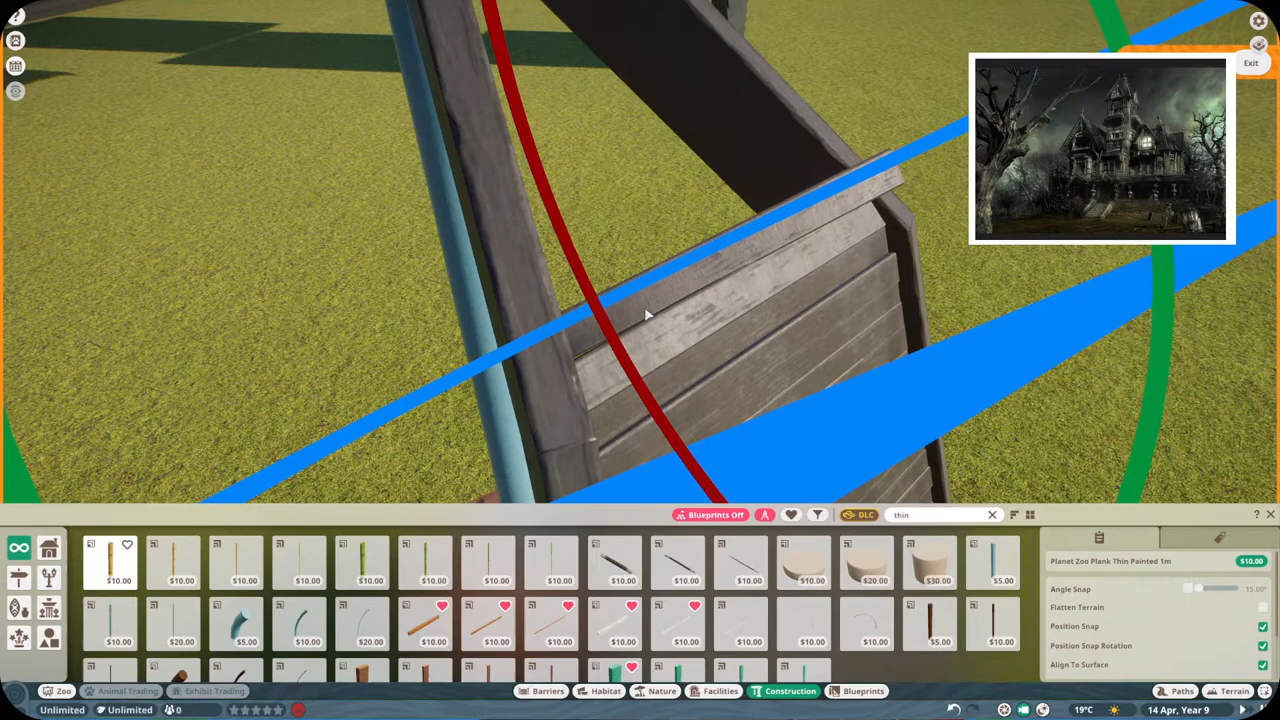 Exit
Blueprints Off
DLC
thin
$10.00 $10.00 $10.00 $10.00 $10.00 $10.00 $10.00 $10.00 $10.00 $10.00 $10.00 $10.00 $20.00 $30.00 $5.00
$10.00 $20.00 $5.00 $10.00 $20.00 $10.00 $10.00 $10.00 $10.00 $10.00 $10.00 $10.00 $10.00 $5.00 $10.00
Planet Zoo Plank Thin Painted 1m $10.00
Angle Snap 15.00°
Flatten Terrain
Position Snap
Position Snap Rotation
Align To Surface
Zoo Animal Trading Exhibit Trading Barriers Habitat Nature Facilities Construction Blueprints Paths Terrain
Unlimited Unlimited 0 19°C 14 Apr, Year 9